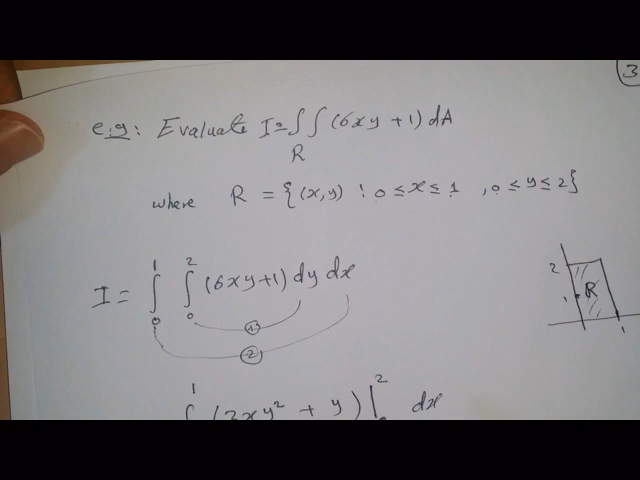 3
e.g: Evaluate I = ∫∫ (6xy + 1) dA
R
where R = {(x,y) : 0 ≤ x ≤ 1 , 0 ≤ y ≤ 2}
I = ∫₀¹ ∫₀² (6xy+1) dy dx
2
1 R
1
2
1 2
∫ (3xy² + y) | dx